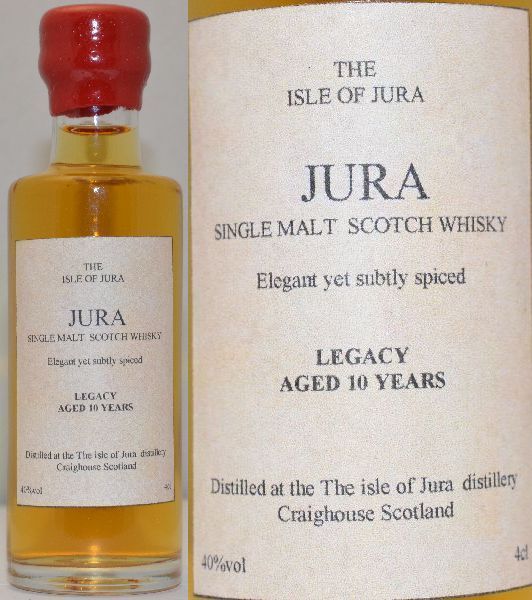 THE
ISLE OF JURA
JURA
SINGLE MALT SCOTCH WHISKY
Elegant yet subtly spiced
LEGACY
AGED 10 YEARS
Distilled at the The isle of Jura distillery
Craighouse Scotland
40%vol 4cl
THE
ISLE OF JURA
JURA
SINGLE MALT SCOTCH WHISKY
Elegant yet subtly spiced
LEGACY
AGED 10 YEARS
Distilled at the The isle of Jura distillery
Craighouse Scotland
40%vol 4cl